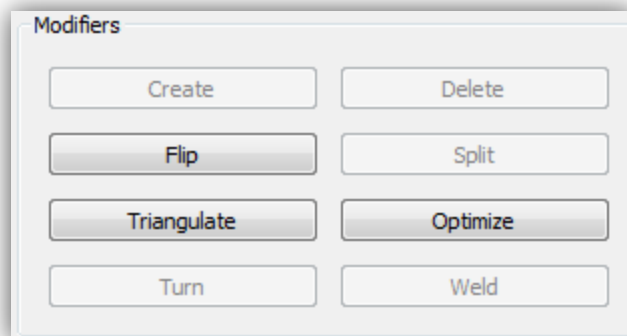 Modifiers
Create Delete
Flip Split
Triangulate Optimize
Turn Weld